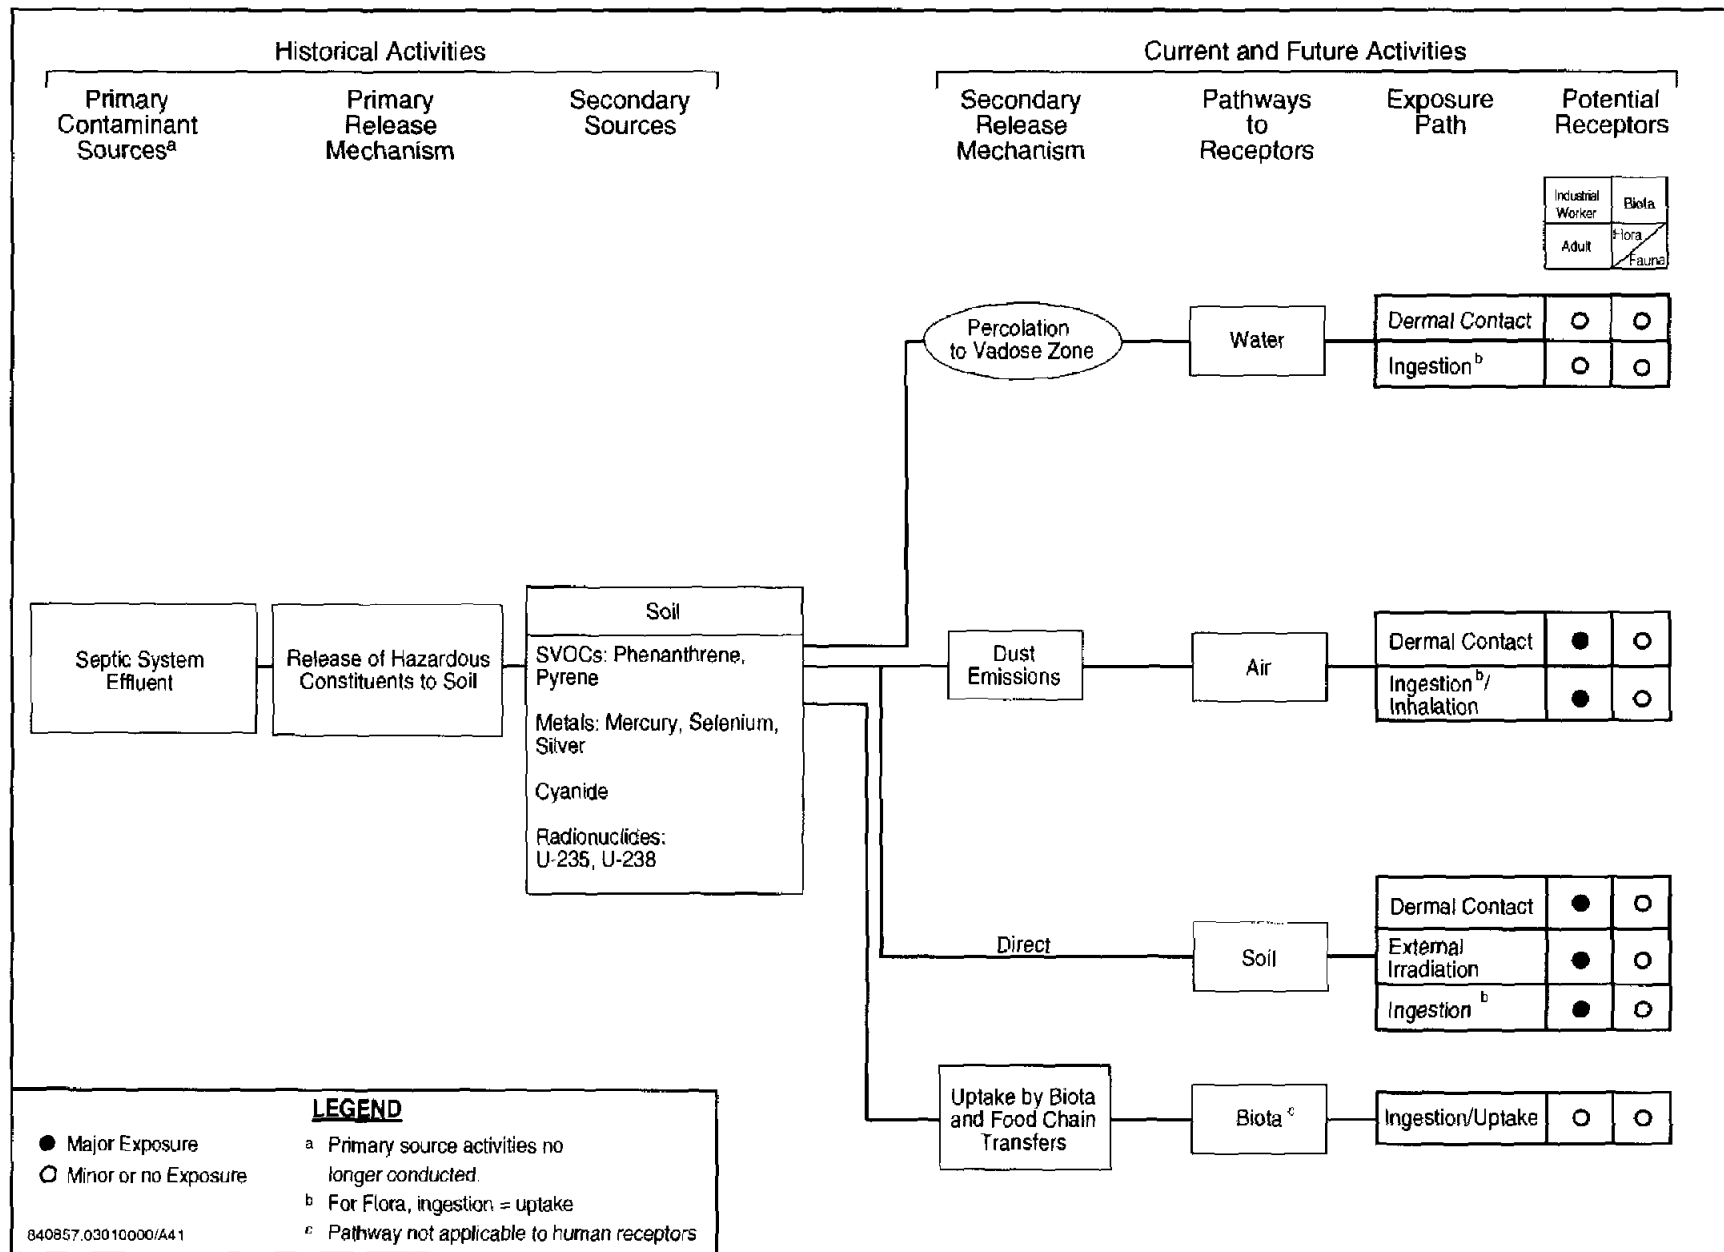 Historical Activities
Current and Future Activities
Primary
Contaminant
Sourcesᵃ
Primary
Release
Mechanism
Secondary
Sources
Secondary
Release
Mechanism
Pathways
to
Receptors
Exposure
Path
Potential
Receptors
Industrial
Worker
Biota
Adult
Flora
Fauna
Percolation
to Vadose Zone
Water
Dermal Contact
Ingestion ᵇ
Septic System
Effluent
Release of Hazardous
Constituents to Soil
Soil
SVOCs: Phenanthrene,
Pyrene
Metals: Mercury, Selenium,
Silver
Cyanide
Radionuclides:
U-235, U-238
Dust
Emissions
Air
Dermal Contact
Ingestion ᵇ/
Inhalation
Direct
Soil
Dermal Contact
External
Irradiation
Ingestion ᵇ
Uptake by Biota
and Food Chain
Transfers
Biota ᶜ
Ingestion/Uptake
LEGEND
Major Exposure
Minor or no Exposure
a Primary source activities no
longer conducted.
b For Flora, ingestion = uptake
c Pathway not applicable to human receptors
840857.03010000/A41